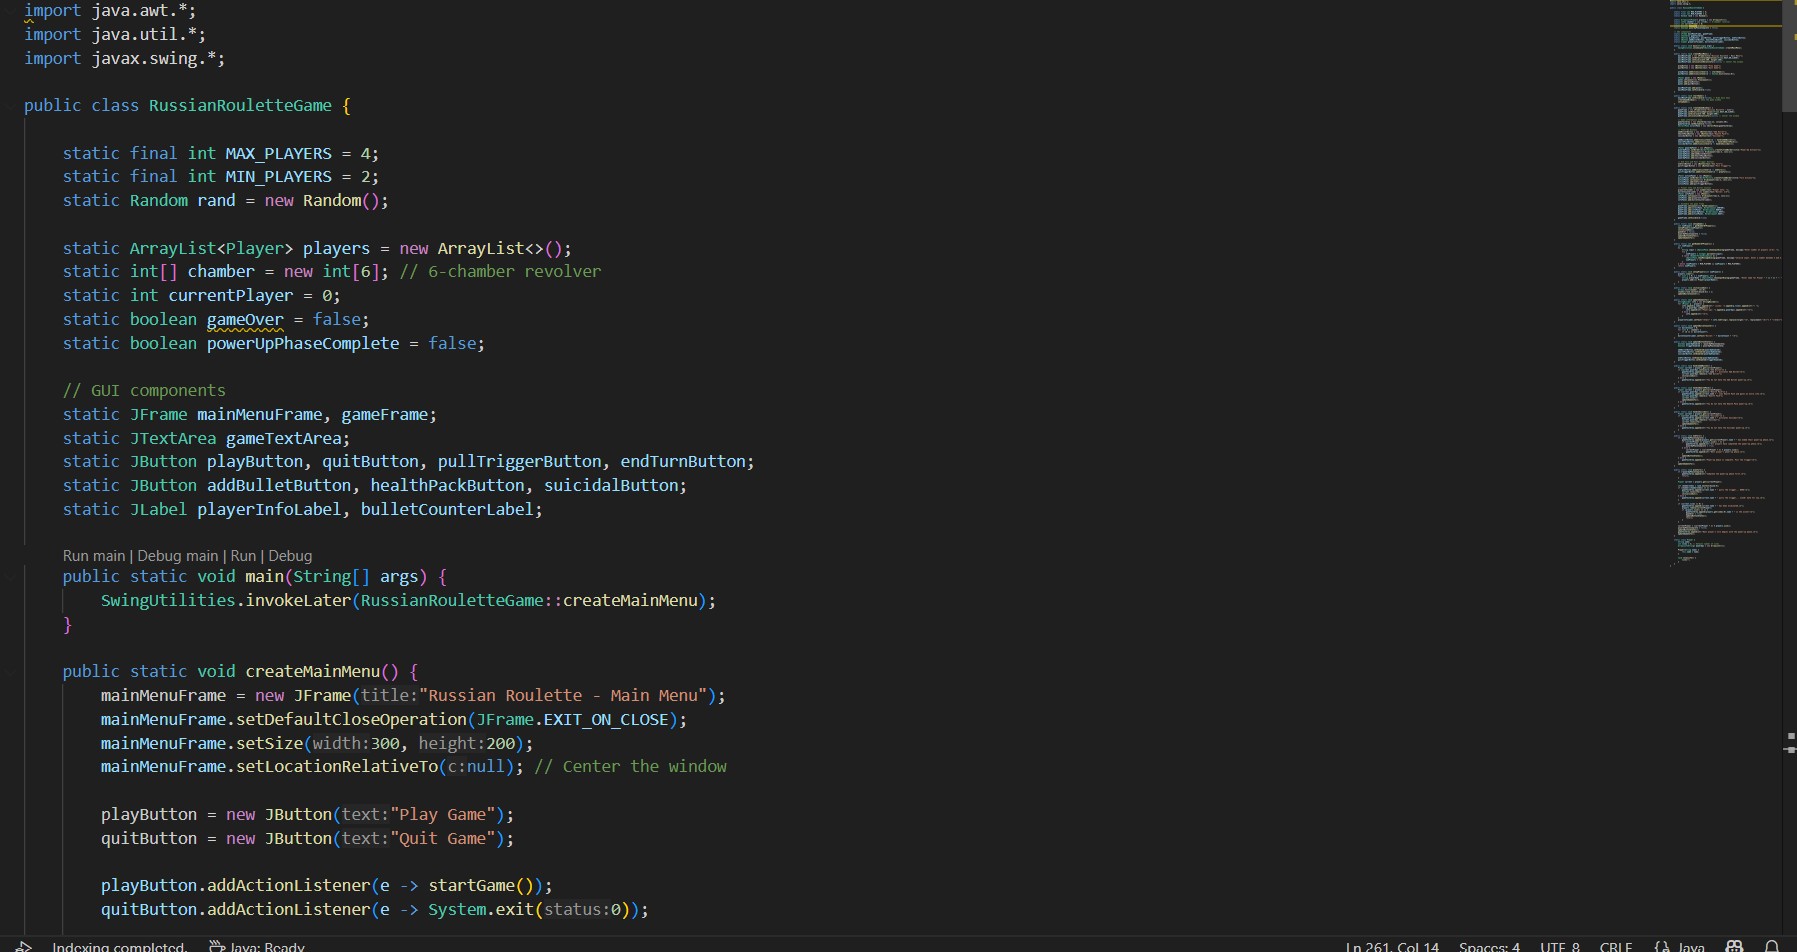 import java.awt.*;
import java.util.*;
import javax.swing.*;
public class RussianRouletteGame {
static final int MAX_PLAYERS = 4;
static final int MIN_PLAYERS = 2;
static Random rand = new Random();
static ArrayList<Player> players = new ArrayList<>();
static int[] chamber = new int[6]; // 6-chamber revolver
static int currentPlayer = 0;
static boolean gameOver = false;
static boolean powerUpPhaseComplete = false;
// GUI components
static JFrame mainMenuFrame, gameFrame;
static JTextArea gameTextArea;
static JButton playButton, quitButton, pullTriggerButton, endTurnButton;
static JButton addBulletButton, healthPackButton, suicidalButton;
static JLabel playerInfoLabel, bulletCounterLabel;
Run main | Debug main | Run | Debug
public static void main(String[] args) {
SwingUtilities.invokeLater(RussianRouletteGame::createMainMenu);
}
public static void createMainMenu() {
mainMenuFrame = new JFrame(title:"Russian Roulette - Main Menu");
mainMenuFrame.setDefaultCloseOperation(JFrame.EXIT_ON_CLOSE);
mainMenuFrame.setSize(width:300, height:200);
mainMenuFrame.setLocationRelativeTo(c:null); // Center the window
playButton = new JButton(text:"Play Game");
quitButton = new JButton(text:"Quit Game");
playButton.addActionListener(e -> startGame());
quitButton.addActionListener(e -> System.exit(status:0));
Indexing completed. Java: Ready Ln 261, Col 14 Spaces: 4 UTF-8 CRLF {} Java